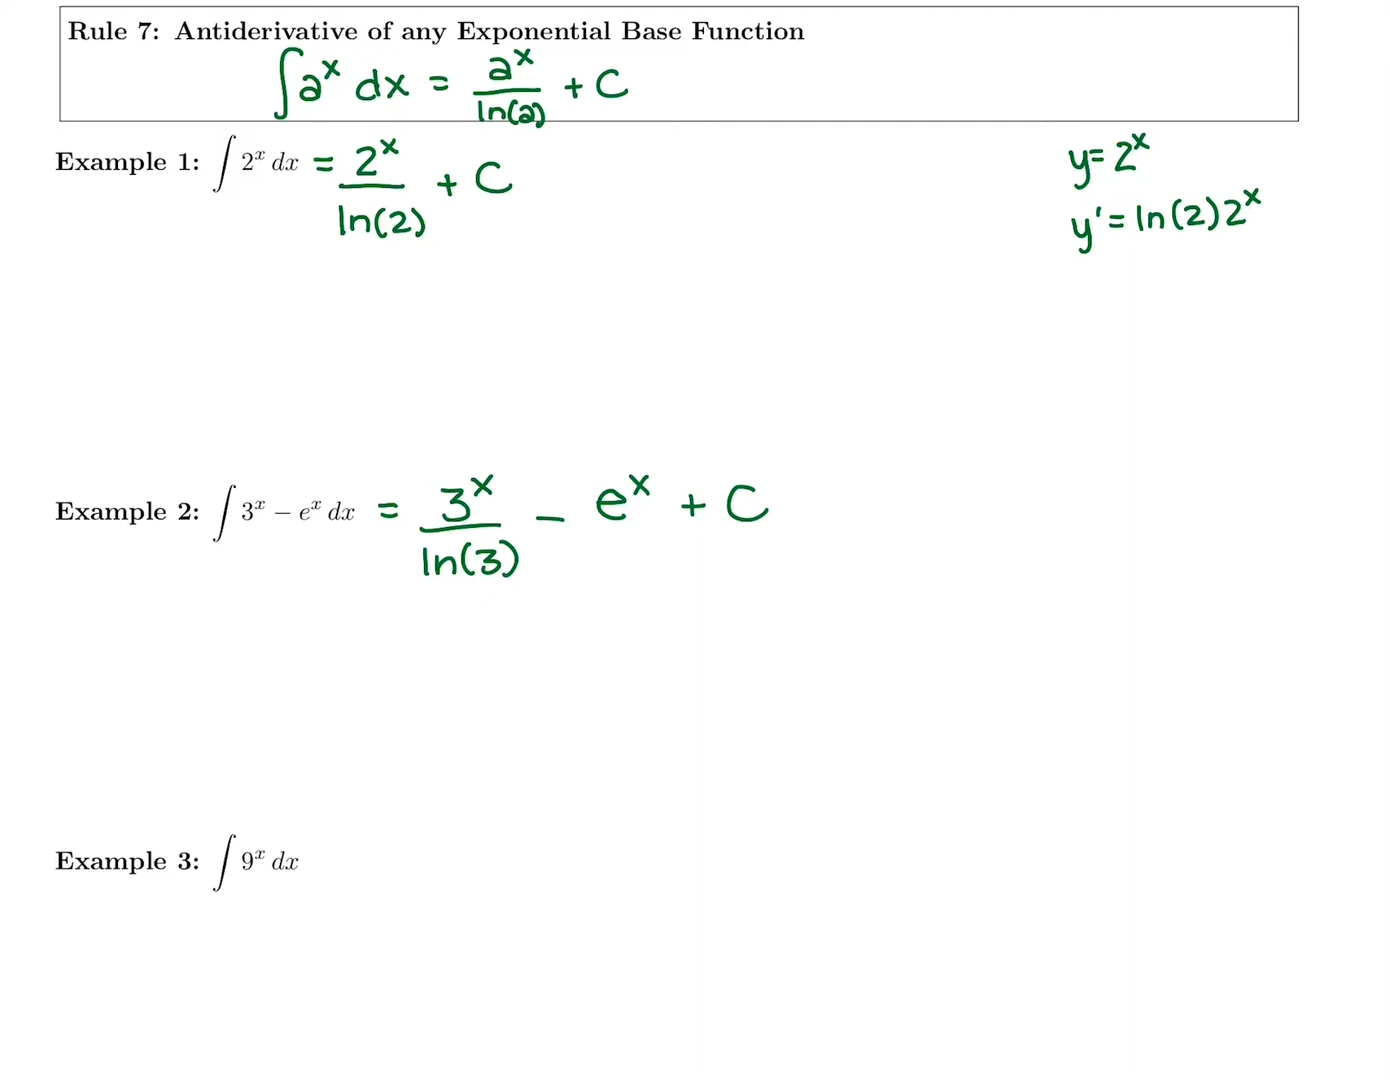 Rule 7: Antiderivative of any Exponential Base Function
∫a^x dx = a^x/ln(a) + C
Example 1: ∫ 2^x dx = 2^x/ln(2) + C
y = 2^x
y' = ln(2)2^x
Example 2: ∫ 3^x − e^x dx = 3^x/ln(3) − e^x + C
Example 3: ∫ 9^x dx